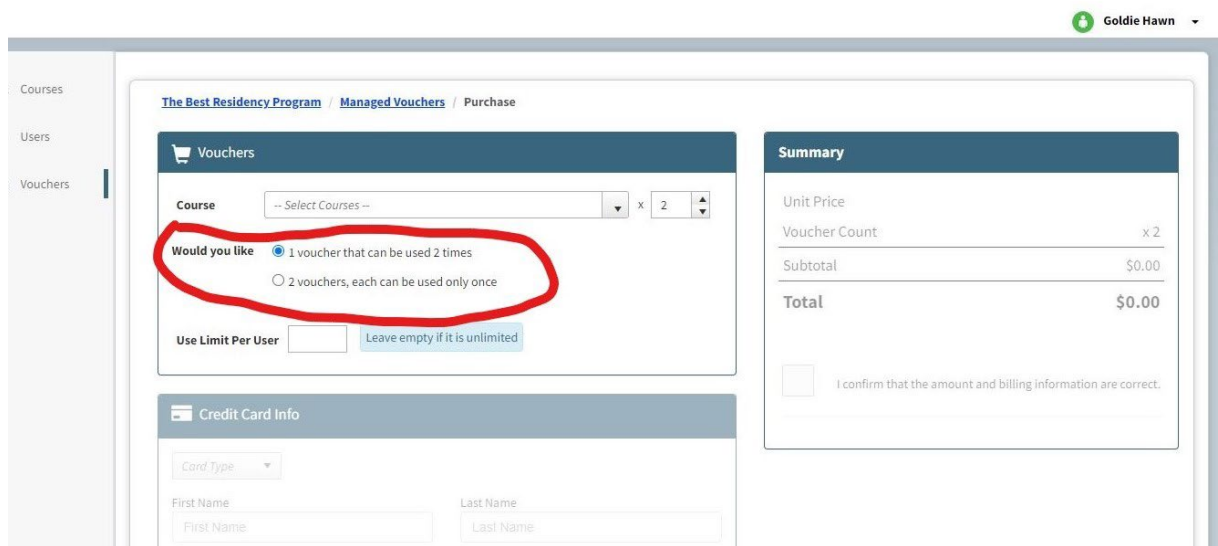 Goldie Hawn
Courses
Users
Vouchers
The Best Residency Program / Managed Vouchers / Purchase
Vouchers
Course -- Select Courses -- x 2
Would you like 1 voucher that can be used 2 times
2 vouchers, each can be used only once
Use Limit Per User Leave empty if it is unlimited
Credit Card Info
Card Type
First Name Last Name
First Name Last Name
Summary
Unit Price
Voucher Count x 2
Subtotal $0.00
Total $0.00
I confirm that the amount and billing information are correct.